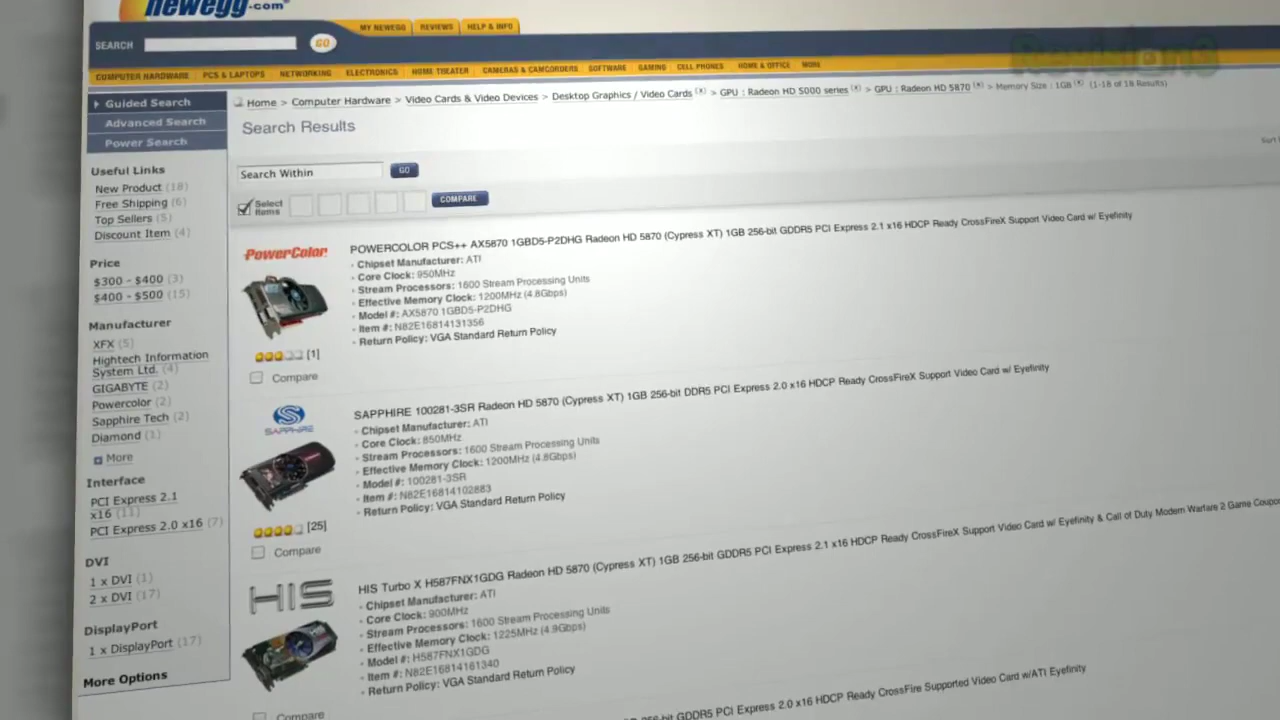 newegg.com
Revision3
MY NEWEGG REVIEWS HELP & INFO
SEARCH GO
COMPUTER HARDWARE PCS & LAPTOPS NETWORKING ELECTRONICS HOME THEATER CAMERAS & CAMCORDERS SOFTWARE GAMING CELL PHONES HOME & OFFICE MORE
Guided Search
Advanced Search
Power Search
Home > Computer Hardware > Video Cards & Video Devices > Desktop Graphics / Video Cards (x) > GPU : Radeon HD 5000 series (x) > GPU : Radeon HD 5870 (x) > Memory Size : 1GB (x) (1-18 of 18 Results)
Search Results
Sort
Search Within GO
Select Items COMPARE
Useful Links
New Product (18)
Free Shipping (6)
Top Sellers (5)
Discount Item (4)
Price
$300 - $400 (3)
$400 - $500 (15)
Manufacturer
XFX (5)
Hightech Information
System Ltd. (4)
GIGABYTE (2)
Powercolor (2)
Sapphire Tech (2)
Diamond (1)
More
Interface
PCI Express 2.1
x16 (11)
PCI Express 2.0 x16 (7)
DVI
1 x DVI (1)
2 x DVI (17)
DisplayPort
1 x DisplayPort (17)
More Options
PowerColor
POWERCOLOR PCS++ AX5870 1GBD5-P2DHG Radeon HD 5870 (Cypress XT) 1GB 256-bit GDDR5 PCI Express 2.1 x16 HDCP Ready CrossFireX Support Video Card w/ Eyefinity
Chipset Manufacturer: ATI
Core Clock: 950MHz
Stream Processors: 1600 Stream Processing Units
Effective Memory Clock: 1200MHz (4.8Gbps)
Model #: AX5870 1GBD5-P2DHG
Item #: N82E16814131356
Return Policy: VGA Standard Return Policy
[1]
Compare
SAPPHIRE
SAPPHIRE 100281-3SR Radeon HD 5870 (Cypress XT) 1GB 256-bit DDR5 PCI Express 2.0 x16 HDCP Ready CrossFireX Support Video Card w/ Eyefinity
Chipset Manufacturer: ATI
Core Clock: 850MHz
Stream Processors: 1600 Stream Processing Units
Effective Memory Clock: 1200MHz (4.8Gbps)
Model #: 100281-3SR
Item #: N82E16814102883
Return Policy: VGA Standard Return Policy
[25]
Compare
HIS
HIS Turbo X H587FNX1GDG Radeon HD 5870 (Cypress XT) 1GB 256-bit GDDR5 PCI Express 2.1 x16 HDCP Ready CrossFireX Support Video Card w/ Eyefinity & Call of Duty Modern Warfare 2 Game Coupon
Chipset Manufacturer: ATI
Core Clock: 900MHz
Stream Processors: 1600 Stream Processing Units
Effective Memory Clock: 1225MHz (4.9Gbps)
Model #: H587FNX1GDG
Item #: N82E16814161340
Return Policy: VGA Standard Return Policy
Compare
256-bit GDDR5 PCI Express 2.0 x16 HDCP Ready CrossFire Supported Video Card w/ATI Eyefinity